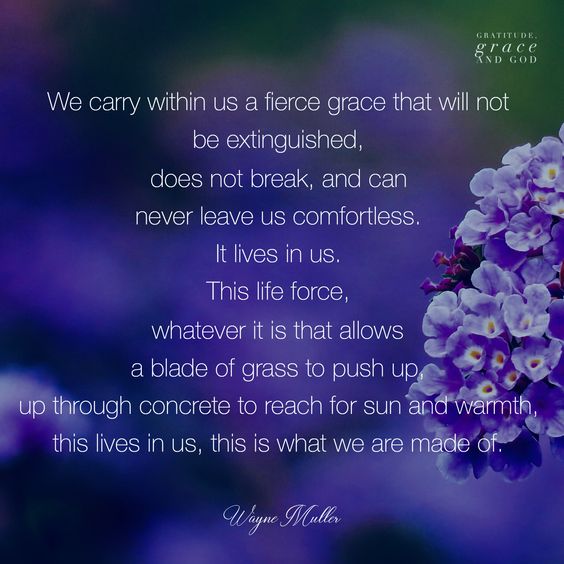 GRATITUDE,
grace
AND GOD
We carry within us a fierce grace that will not
be extinguished,
does not break, and can
never leave us comfortless.
It lives in us.
This life force,
whatever it is that allows
a blade of grass to push up,
up through concrete to reach for sun and warmth,
this lives in us, this is what we are made of.
Wayne Muller